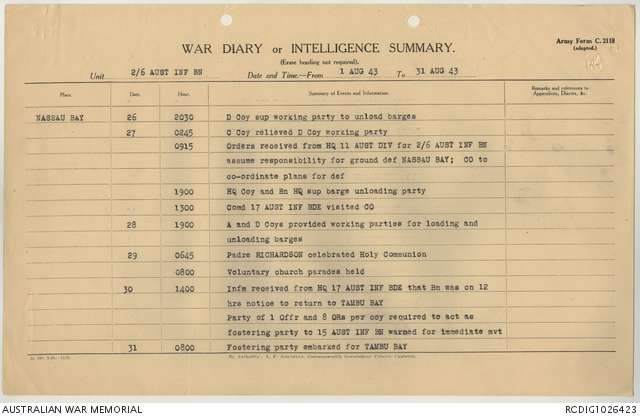 Army Form C. 2118
(adapted.)
WAR DIARY or INTELLIGENCE SUMMARY.
(Erase heading not required).
Unit 2/6 AUST INF BN Date and Time.—From 1 AUG 43 To 31 AUG 43
Place. Date. Hour. Summary of Events and Information. Remarks and references to Appendices, Diaries, &c.
NASSAU BAY 26 2030 D Coy sup working party to unload barges
27 0245 C Coy relieved D Coy working party
0915 Orders received from HQ 11 AUST DIV for 2/6 AUST INF BN
assume responsibility for ground def NASSAU BAY; CO to
co-ordinate plans for def
1900 HQ Coy and Bn HQ sup barge unloading party
1300 Comd 17 AUST INF BDE visited CO
28 1900 A and D Coys provided working parties for loading and
unloading barges
29 0645 Padre RICHARDSON celebrated Holy Communion
0800 Voluntary church parades held
30 1400 Infm received from HQ 17 AUST INF BDE that Bn was on 12
hrs notice to return to TAMBU BAY
Party of 1 Offr and 8 ORs per coy required to act as
fostering party to 15 AUST INF BN warned for immediate mvt
31 0800 Fostering party embarked for TAMBU BAY
By Authority: L. F. Johnston, Commonwealth Government Printer, Canberra.
AUSTRALIAN WAR MEMORIAL RCDIG1026423